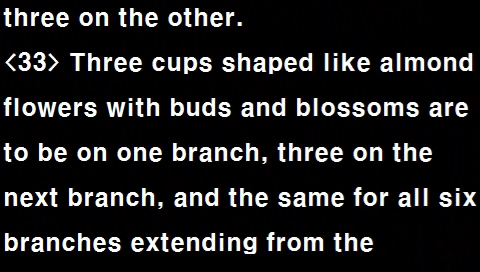 three on the other.
<33> Three cups shaped like almond
flowers with buds and blossoms are
to be on one branch, three on the
next branch, and the same for all six
branches extending from the